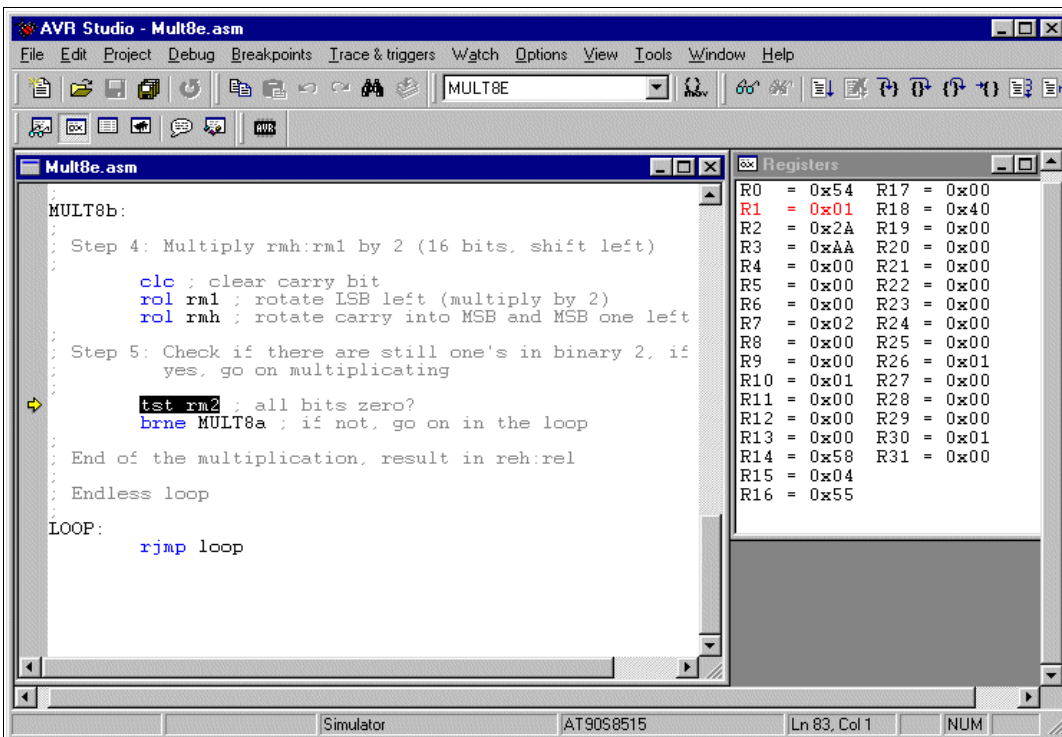 AVR Studio - Mult8e.asm
File Edit Project Debug Breakpoints Trace & triggers Watch Options View Tools Window Help
MULT8E
AVR
Mult8e.asm
;
MULT8b:
;
; Step 4: Multiply rmh:rm1 by 2 (16 bits, shift left)
;
clc ; clear carry bit
rol rm1 ; rotate LSB left (multiply by 2)
rol rmh ; rotate carry into MSB and MSB one left
;
; Step 5: Check if there are still one's in binary 2, if
; yes, go on multiplicating
;
tst rm2 ; all bits zero?
brne MULT8a ; if not, go on in the loop
;
; End of the multiplication, result in reh:rel
;
; Endless loop
;
LOOP:
rjmp loop
Registers
R0 = 0x54 R17 = 0x00
R1 = 0x01 R18 = 0x40
R2 = 0x2A R19 = 0x00
R3 = 0xAA R20 = 0x00
R4 = 0x00 R21 = 0x00
R5 = 0x00 R22 = 0x00
R6 = 0x00 R23 = 0x00
R7 = 0x02 R24 = 0x00
R8 = 0x00 R25 = 0x00
R9 = 0x00 R26 = 0x01
R10 = 0x01 R27 = 0x00
R11 = 0x00 R28 = 0x00
R12 = 0x00 R29 = 0x00
R13 = 0x00 R30 = 0x01
R14 = 0x58 R31 = 0x00
R15 = 0x04
R16 = 0x55
Simulator AT90S8515 Ln 83, Col 1 NUM